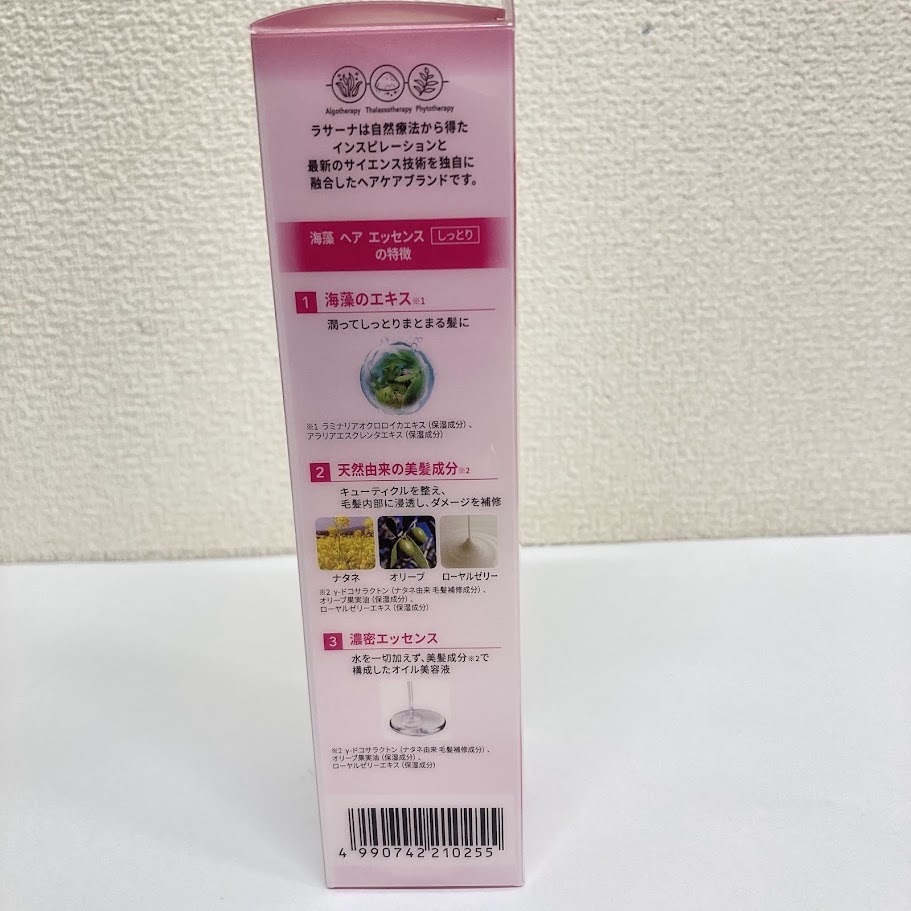 Algotherapy Thalassotherapy Phytotherapy
ラサーナは自然療法から得た
インスピレーションと
最新のサイエンス技術を独自に
融合したヘアケアブランドです。
海藻 ヘア エッセンス しっとり
の特徴
1 海藻のエキス※1
潤ってしっとりまとまる髪に
※1 ラミナリアオクロロイカエキス（保湿成分）、
アラリアエスクレンタエキス（保湿成分）
2 天然由来の美髪成分※2
キューティクルを整え、
毛髪内部に浸透し、ダメージを補修
ナタネ オリーブ ローヤルゼリー
※2 γ-ドコサラクトン（ナタネ由来 毛髪補修成分）、
オリーブ果実油（保湿成分）、
ローヤルゼリーエキス（保湿成分）
3 濃密エッセンス
水を一切加えず、美髪成分※2で
構成したオイル美容液
※2 γ-ドコサラクトン（ナタネ由来 毛髪補修成分）、
オリーブ果実油（保湿成分）、
ローヤルゼリーエキス（保湿成分）
4 990742 210255